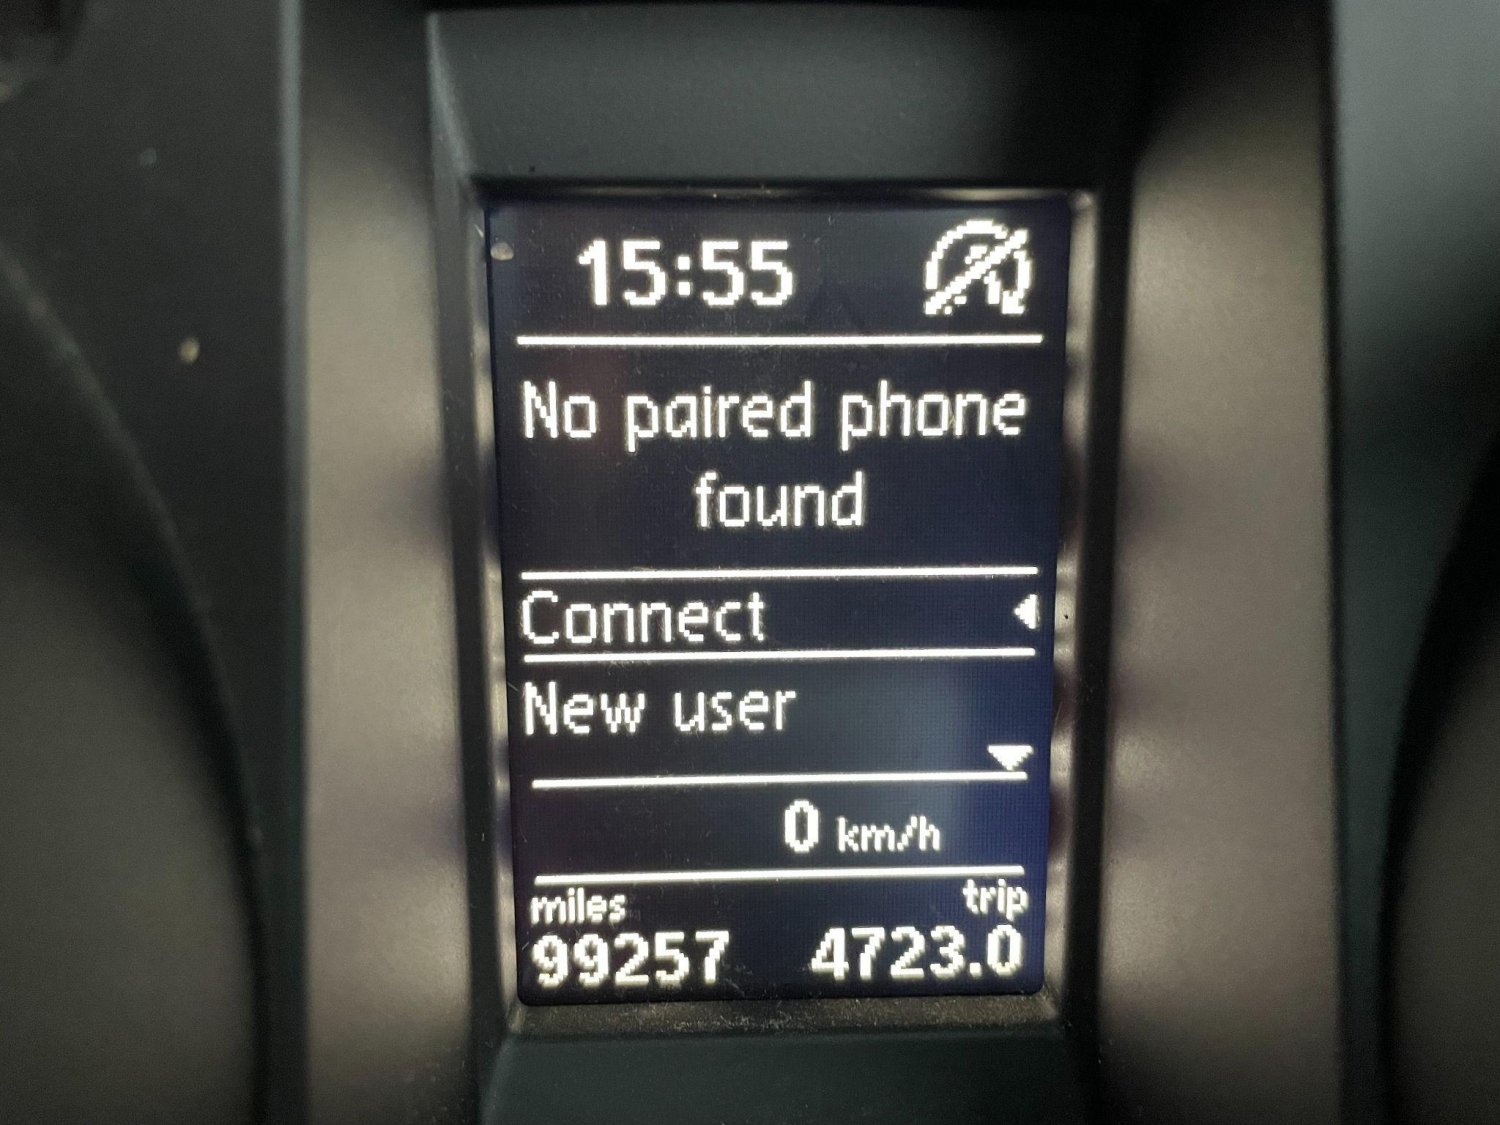 15:55
No paired phone
found
Connect
New user
0 km/h
miles trip
99257 4723.0